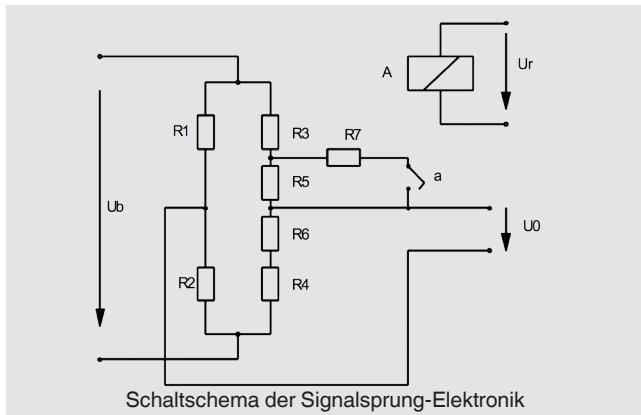 A
Ur
R1
R3
R7
a
R5
Ub
R6
U0
R2
R4
Schaltschema der Signalsprung-Elektronik